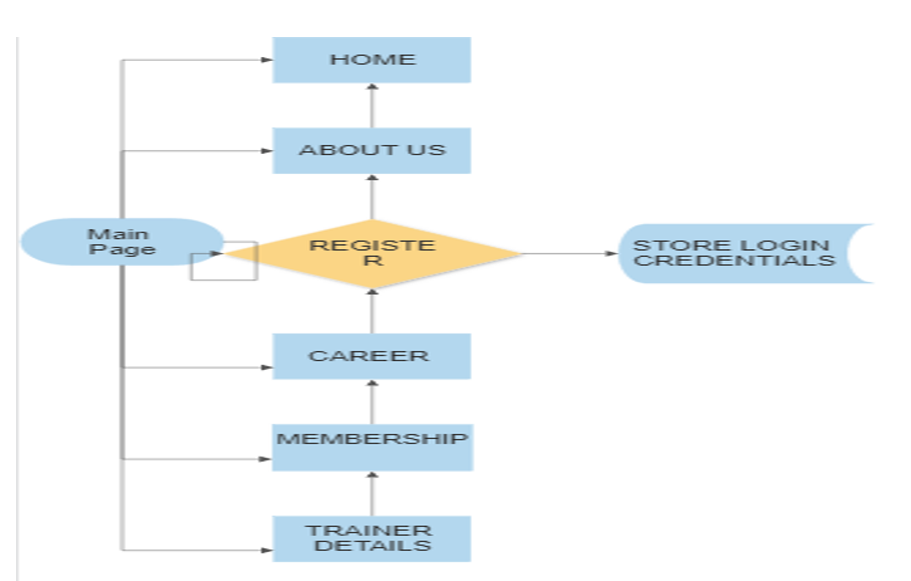 HOME
ABOUT US
Main
Page
REGISTE
R
STORE LOGIN
CREDENTIALS
CAREER
MEMBERSHIP
TRAINER
DETAILS